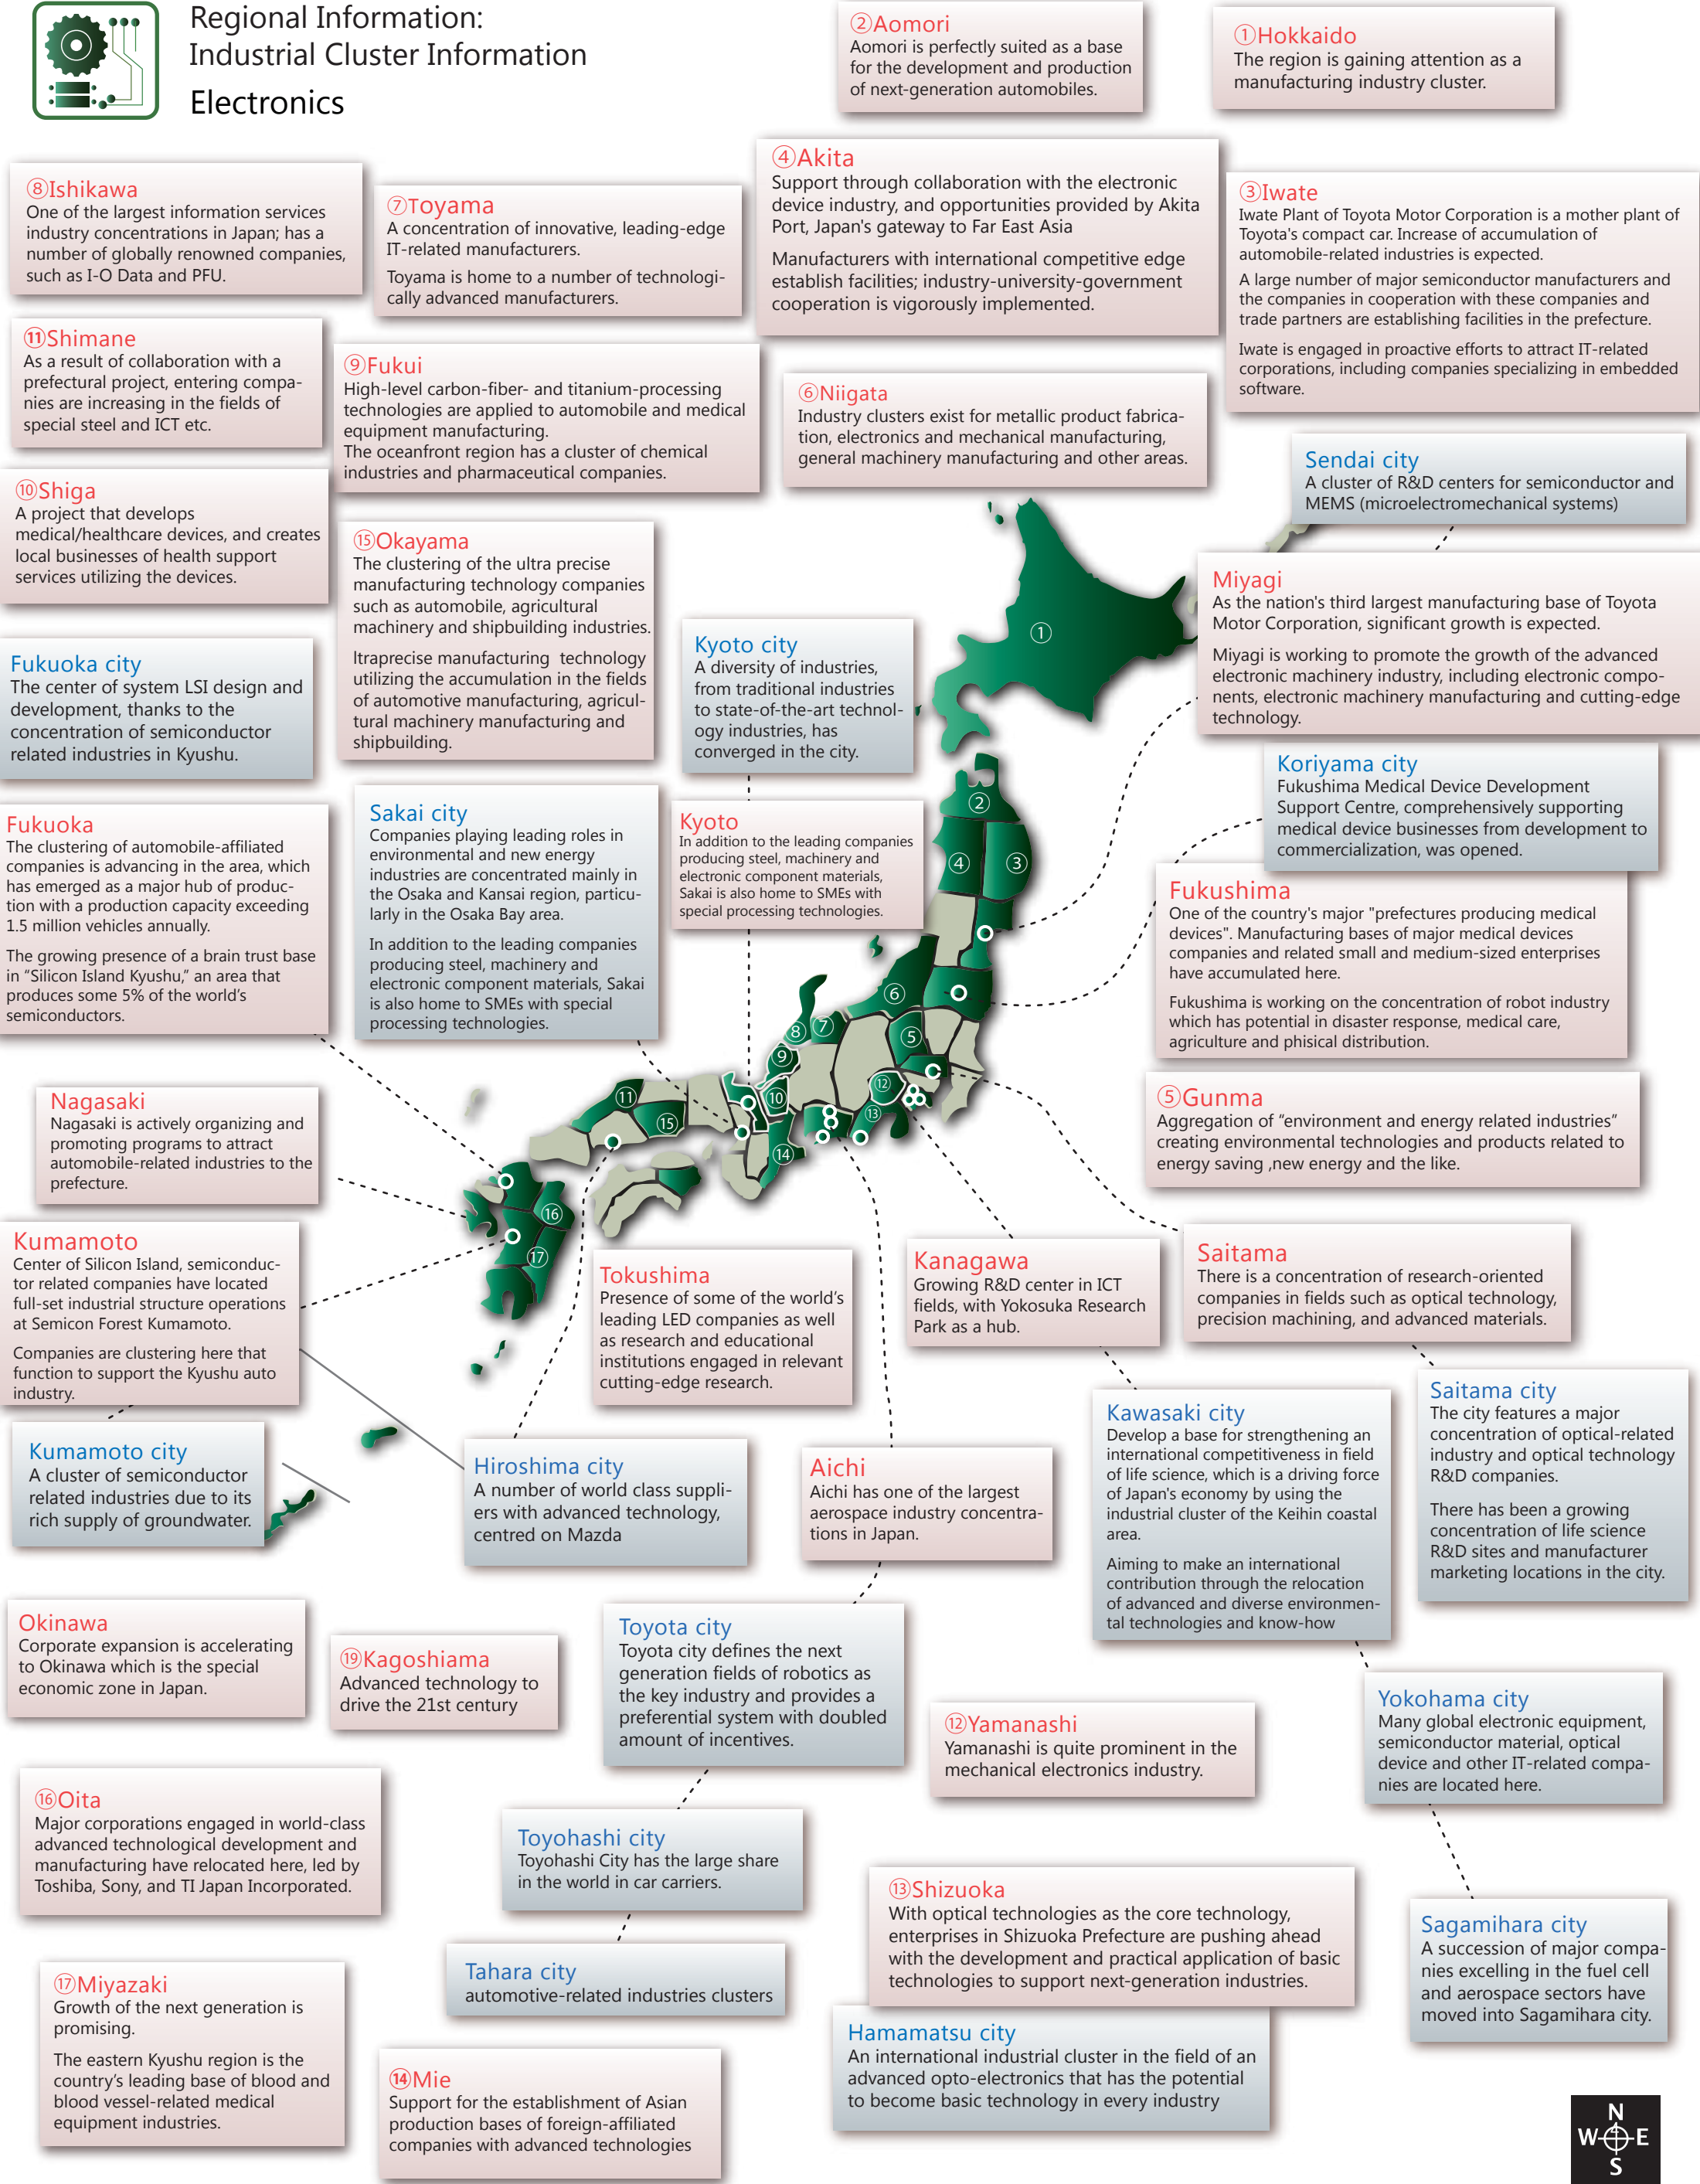 Regional Information:
Industrial Cluster Information
Electronics
②Aomori
Aomori is perfectly suited as a base
for the development and production
of next-generation automobiles.
①Hokkaido
The region is gaining attention as a
manufacturing industry cluster.
⑧Ishikawa
One of the largest information services
industry concentrations in Japan; has a
number of globally renowned companies,
such as I-O Data and PFU.
⑦Toyama
A concentration of innovative, leading-edge
IT-related manufacturers.
Toyama is home to a number of technologi-
cally advanced manufacturers.
④Akita
Support through collaboration with the electronic
device industry, and opportunities provided by Akita
Port, Japan's gateway to Far East Asia
Manufacturers with international competitive edge
establish facilities; industry-university-government
cooperation is vigorously implemented.
③Iwate
Iwate Plant of Toyota Motor Corporation is a mother plant of
Toyota's compact car. Increase of accumulation of
automobile-related industries is expected.
A large number of major semiconductor manufacturers and
the companies in cooperation with these companies and
trade partners are establishing facilities in the prefecture.
Iwate is engaged in proactive efforts to attract IT-related
corporations, including companies specializing in embedded
software.
⑪Shimane
As a result of collaboration with a
prefectural project, entering compa-
nies are increasing in the fields of
special steel and ICT etc.
⑨Fukui
High-level carbon-fiber- and titanium-processing
technologies are applied to automobile and medical
equipment manufacturing.
The oceanfront region has a cluster of chemical
industries and pharmaceutical companies.
⑥Niigata
Industry clusters exist for metallic product fabrica-
tion, electronics and mechanical manufacturing,
general machinery manufacturing and other areas.
Sendai city
A cluster of R&D centers for semiconductor and
MEMS (microelectromechanical systems)
⑩Shiga
A project that develops
medical/healthcare devices, and creates
local businesses of health support
services utilizing the devices.
⑮Okayama
The clustering of the ultra precise
manufacturing technology companies
such as automobile, agricultural
machinery and shipbuilding industries.
Itraprecise manufacturing technology
utilizing the accumulation in the fields
of automotive manufacturing, agricul-
tural machinery manufacturing and
shipbuilding.
Miyagi
As the nation's third largest manufacturing base of Toyota
Motor Corporation, significant growth is expected.
Miyagi is working to promote the growth of the advanced
electronic machinery industry, including electronic compo-
nents, electronic machinery manufacturing and cutting-edge
technology.
Fukuoka city
The center of system LSI design and
development, thanks to the
concentration of semiconductor
related industries in Kyushu.
Kyoto city
A diversity of industries,
from traditional industries
to state-of-the-art technol-
ogy industries, has
converged in the city.
①
Koriyama city
Fukushima Medical Device Development
Support Centre, comprehensively supporting
medical device businesses from development to
commercialization, was opened.
Fukuoka
The clustering of automobile-affiliated
companies is advancing in the area, which
has emerged as a major hub of produc-
tion with a production capacity exceeding
1.5 million vehicles annually.
The growing presence of a brain trust base
in “Silicon Island Kyushu,” an area that
produces some 5% of the world’s
semiconductors.
Sakai city
Companies playing leading roles in
environmental and new energy
industries are concentrated mainly in
the Osaka and Kansai region, particu-
larly in the Osaka Bay area.
In addition to the leading companies
producing steel, machinery and
electronic component materials, Sakai
is also home to SMEs with special
processing technologies.
Kyoto
In addition to the leading companies
producing steel, machinery and
electronic component materials,
Sakai is also home to SMEs with
special processing technologies.
②
④
③
Fukushima
One of the country's major "prefectures producing medical
devices". Manufacturing bases of major medical devices
companies and related small and medium-sized enterprises
have accumulated here.
Fukushima is working on the concentration of robot industry
which has potential in disaster response, medical care,
agriculture and phisical distribution.
⑥
⑧
⑦
⑤
⑨
⑫
⑩
⑪
⑮
⑬
⑭
⑯
⑰
⑤Gunma
Aggregation of “environment and energy related industries”
creating environmental technologies and products related to
energy saving ,new energy and the like.
Nagasaki
Nagasaki is actively organizing and
promoting programs to attract
automobile-related industries to the
prefecture.
Kumamoto
Center of Silicon Island, semiconduc-
tor related companies have located
full-set industrial structure operations
at Semicon Forest Kumamoto.
Companies are clustering here that
function to support the Kyushu auto
industry.
Tokushima
Presence of some of the world’s
leading LED companies as well
as research and educational
institutions engaged in relevant
cutting-edge research.
Kanagawa
Growing R&D center in ICT
fields, with Yokosuka Research
Park as a hub.
Saitama
There is a concentration of research-oriented
companies in fields such as optical technology,
precision machining, and advanced materials.
Kumamoto city
A cluster of semiconductor
related industries due to its
rich supply of groundwater.
Hiroshima city
A number of world class suppli-
ers with advanced technology,
centred on Mazda
Aichi
Aichi has one of the largest
aerospace industry concentra-
tions in Japan.
Kawasaki city
Develop a base for strengthening an
international competitiveness in field
of life science, which is a driving force
of Japan's economy by using the
industrial cluster of the Keihin coastal
area.
Aiming to make an international
contribution through the relocation
of advanced and diverse environmen-
tal technologies and know-how
Saitama city
The city features a major
concentration of optical-related
industry and optical technology
R&D companies.
There has been a growing
concentration of life science
R&D sites and manufacturer
marketing locations in the city.
Okinawa
Corporate expansion is accelerating
to Okinawa which is the special
economic zone in Japan.
⑲Kagoshiama
Advanced technology to
drive the 21st century
Toyota city
Toyota city defines the next
generation fields of robotics as
the key industry and provides a
preferential system with doubled
amount of incentives.
⑫Yamanashi
Yamanashi is quite prominent in the
mechanical electronics industry.
Yokohama city
Many global electronic equipment,
semiconductor material, optical
device and other IT-related compa-
nies are located here.
⑯Oita
Major corporations engaged in world-class
advanced technological development and
manufacturing have relocated here, led by
Toshiba, Sony, and TI Japan Incorporated.
Toyohashi city
Toyohashi City has the large share
in the world in car carriers.
⑬Shizuoka
With optical technologies as the core technology,
enterprises in Shizuoka Prefecture are pushing ahead
with the development and practical application of basic
technologies to support next-generation industries.
Sagamihara city
A succession of major compa-
nies excelling in the fuel cell
and aerospace sectors have
moved into Sagamihara city.
⑰Miyazaki
Growth of the next generation is
promising.
The eastern Kyushu region is the
country’s leading base of blood and
blood vessel-related medical
equipment industries.
Tahara city
automotive-related industries clusters
Hamamatsu city
An international industrial cluster in the field of an
advanced opto-electronics that has the potential
to become basic technology in every industry
⑭Mie
Support for the establishment of Asian
production bases of foreign-affiliated
companies with advanced technologies
N
W E
S